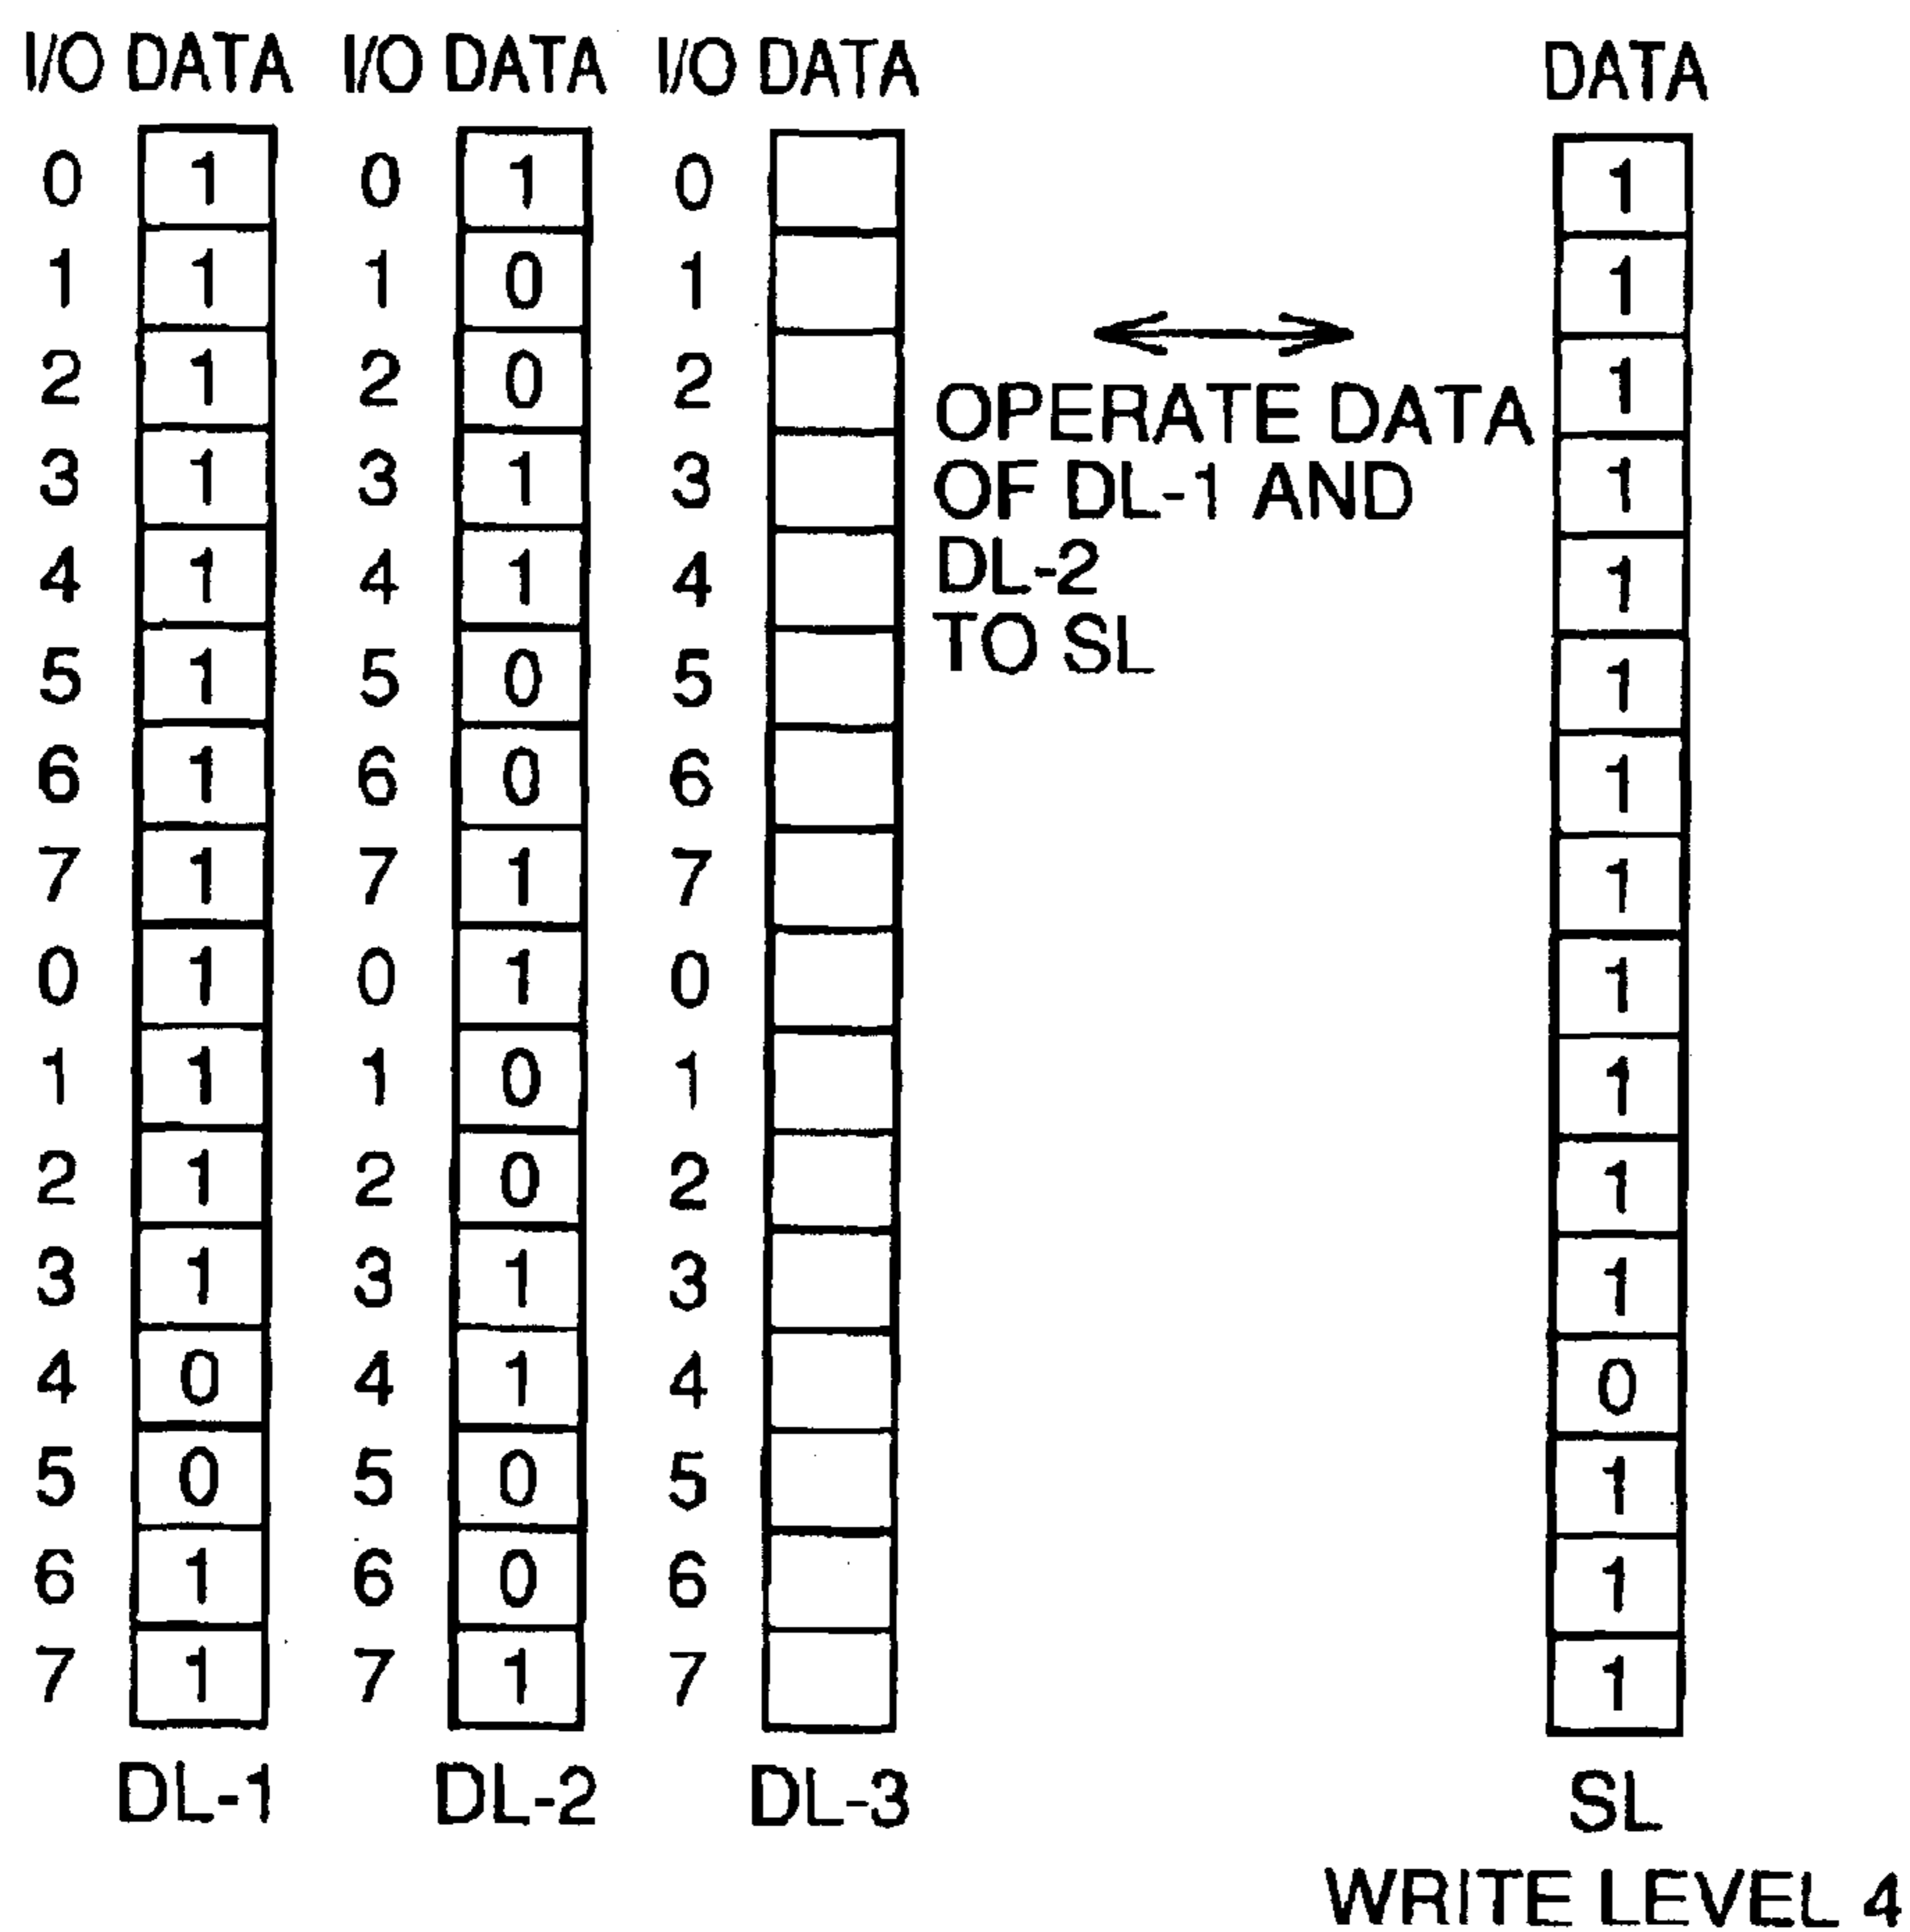 I/O DATA I/O DATA I/O DATA DATA
0 1 0 1 0 1
1 1 1 0 1 1
2 1 2 0 2 1
3 1 3 1 3 1
4 1 4 1 4 1
5 1 5 0 5 1
6 1 6 0 6 1
7 1 7 1 7 1
0 1 0 1 0 1
1 1 1 0 1 1
2 1 2 0 2 1
3 1 3 1 3 1
4 0 4 1 4 0
5 0 5 0 5 1
6 1 6 0 6 1
7 1 7 1 7 1
OPERATE DATA
OF DL-1 AND
DL-2
TO SL
DL-1 DL-2 DL-3 SL
WRITE LEVEL 4